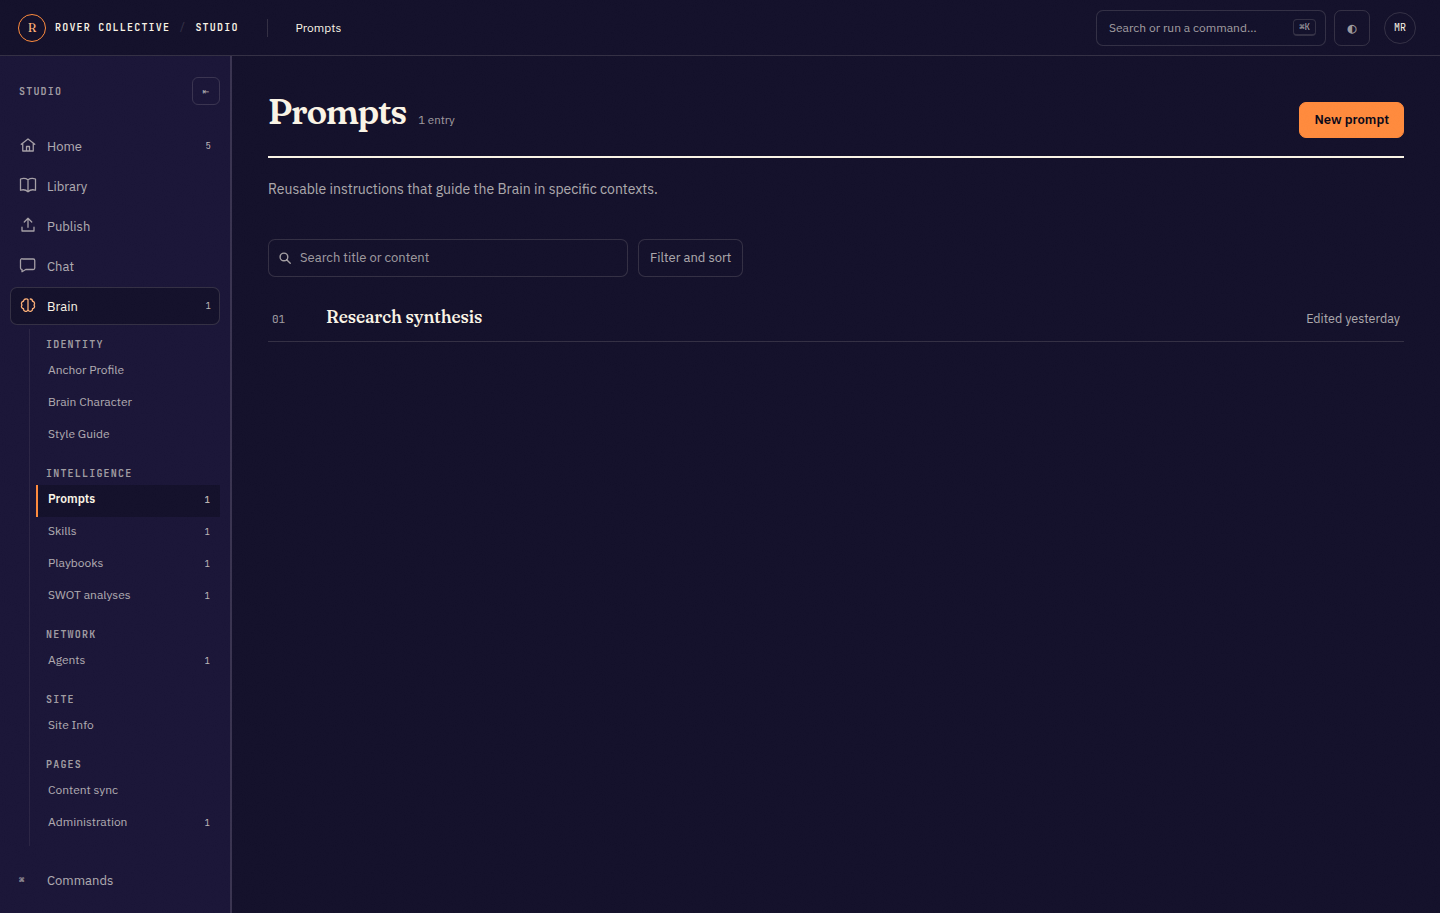 R ROVER COLLECTIVE / STUDIO Prompts Search or run a command... ⌘K MR
STUDIO
Prompts 1 entry New prompt
Home 5
Library
Reusable instructions that guide the Brain in specific contexts.
Publish
Chat
Search title or content Filter and sort
Brain 1
01 Research synthesis Edited yesterday
IDENTITY
Anchor Profile
Brain Character
Style Guide
INTELLIGENCE
Prompts 1
Skills 1
Playbooks 1
SWOT analyses 1
NETWORK
Agents 1
SITE
Site Info
PAGES
Content sync
Administration 1
⌘ Commands